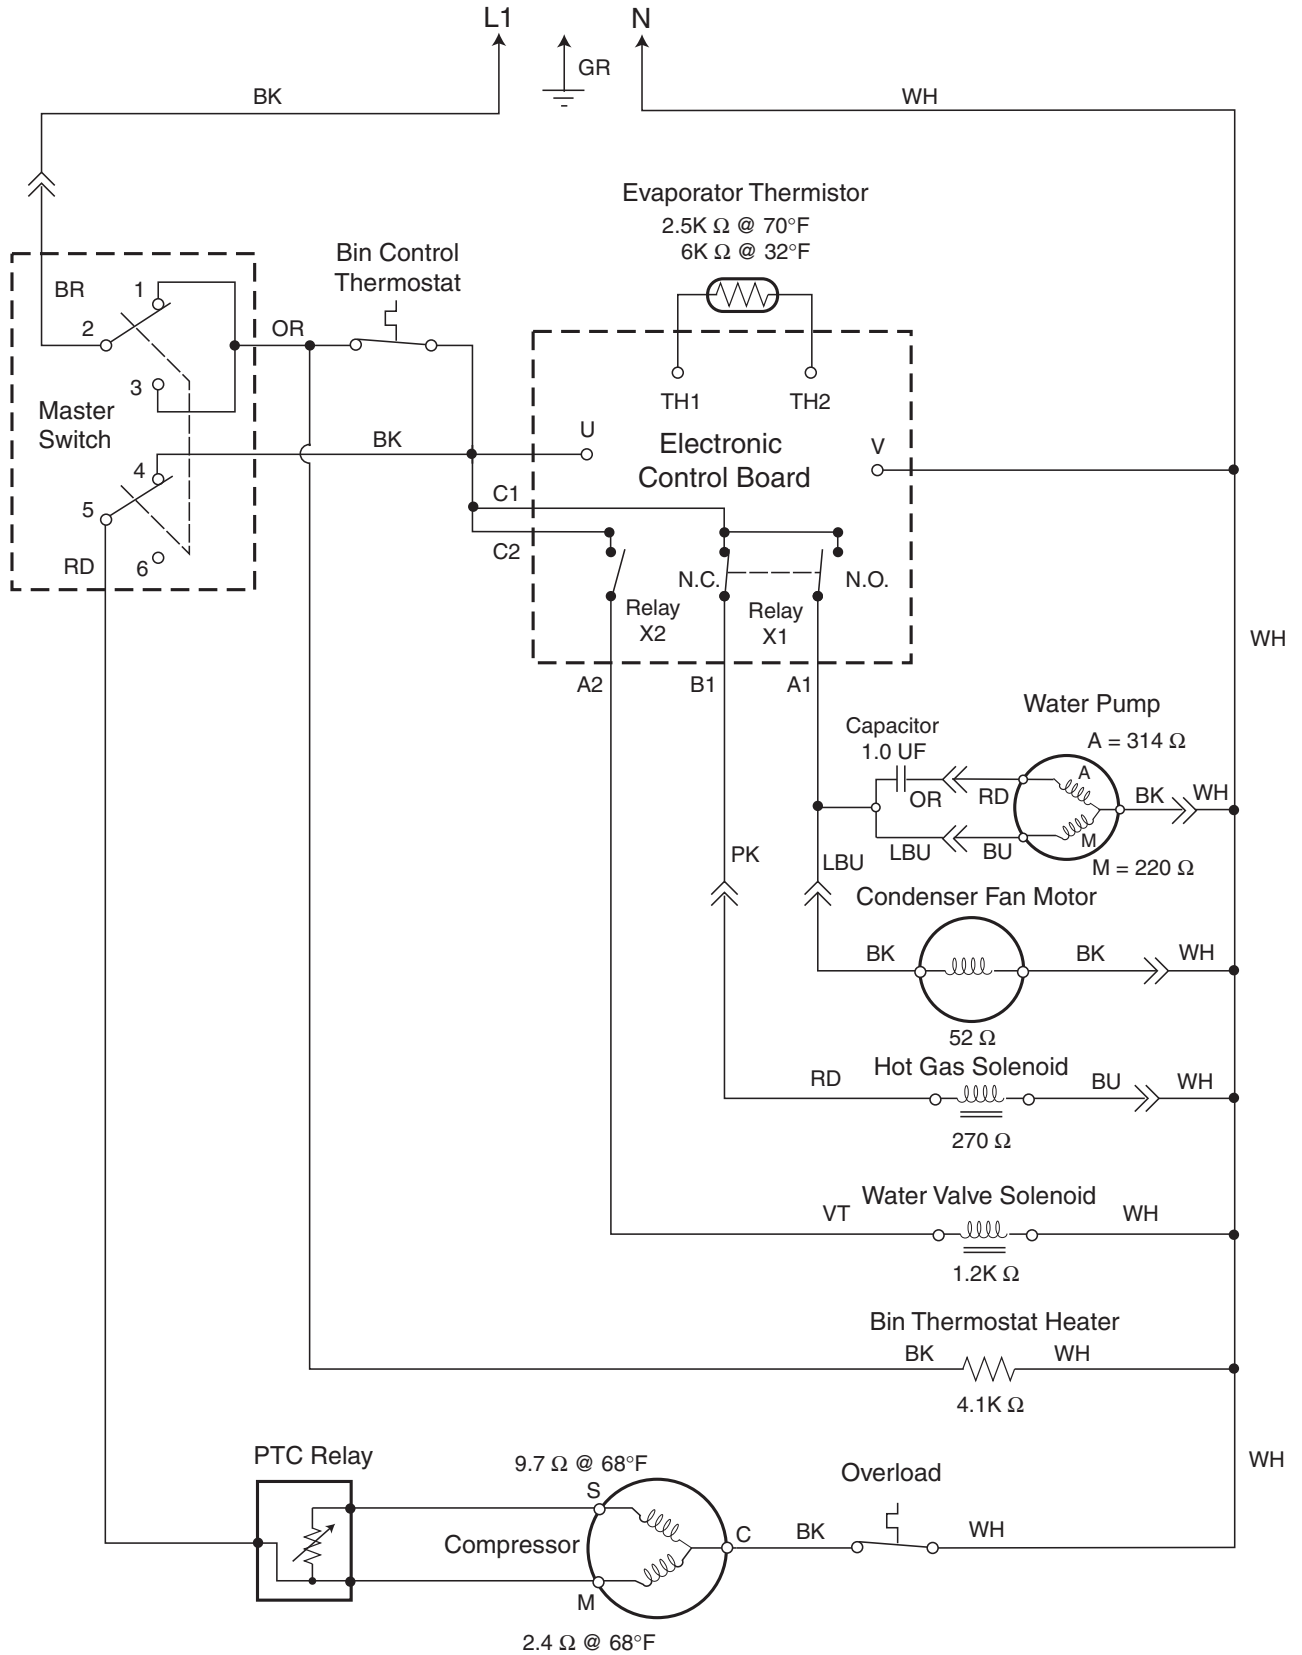 L1
N
GR
BK
WH
Evaporator Thermistor
2.5K Ω @ 70°F
6K Ω @ 32°F
Bin Control
Thermostat
BR
1
2
OR
3
Master
Switch
TH1
TH2
U
Electronic
Control Board
V
BK
4
5
C1
C2
6
RD
N.C.
N.O.
Relay
X2
Relay
X1
WH
A2
B1
A1
Water Pump
A = 314 Ω
Capacitor
1.0 UF
A
OR
RD
BK
WH
M
LBU
BU
M = 220 Ω
PK
LBU
Condenser Fan Motor
BK
BK
WH
52 Ω
Hot Gas Solenoid
RD
BU
WH
270 Ω
Water Valve Solenoid
VT
WH
1.2K Ω
Bin Thermostat Heater
BK
WH
4.1K Ω
PTC Relay
9.7 Ω @ 68°F
S
Overload
WH
Compressor
C
BK
WH
M
2.4 Ω @ 68°F